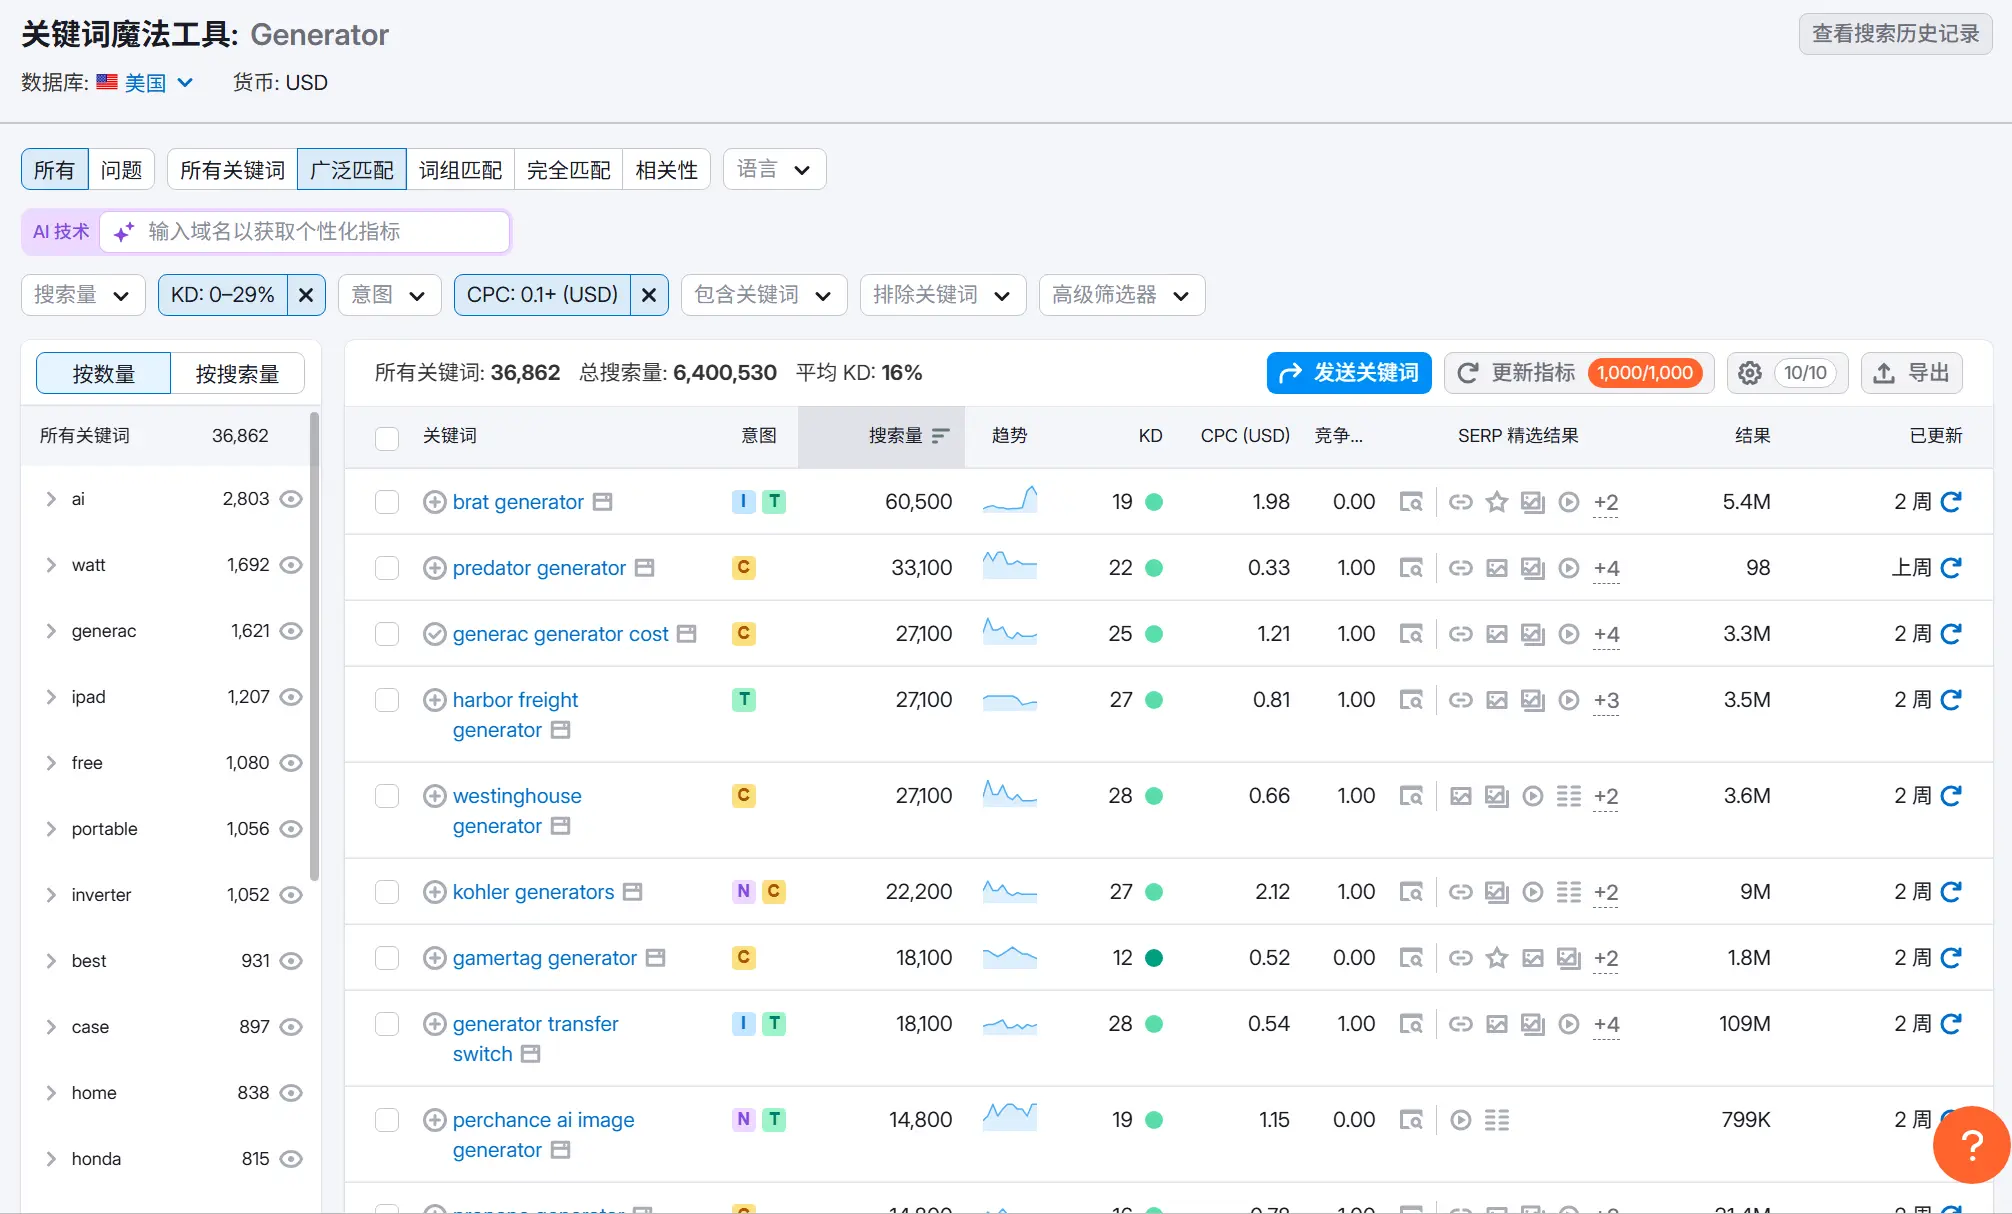 关键词魔法工具: Generator
查看搜索历史记录
数据库: 美国 货币: USD
所有 问题 所有关键词 广泛匹配 词组匹配 完全匹配 相关性 语言
AI 技术 输入域名以获取个性化指标
搜索量 KD: 0–29% 意图 CPC: 0.1+ (USD) 包含关键词 排除关键词 高级筛选器
按数量 按搜索量
所有关键词 36,862
ai 2,803
watt 1,692
generac 1,621
ipad 1,207
free 1,080
portable 1,056
inverter 1,052
best 931
case 897
home 838
honda 815
所有关键词: 36,862 总搜索量: 6,400,530 平均 KD: 16%
发送关键词 更新指标 1,000/1,000 10/10 导出
关键词 意图 搜索量 趋势 KD CPC (USD) 竞争... SERP 精选结果 结果 已更新
brat generator I T 60,500 19 1.98 0.00 +2 5.4M 2 周
predator generator C 33,100 22 0.33 1.00 +4 98 上周
generac generator cost C 27,100 25 1.21 1.00 +4 3.3M 2 周
harbor freight T 27,100 27 0.81 1.00 +3 3.5M 2 周
generator
westinghouse C 27,100 28 0.66 1.00 +2 3.6M 2 周
generator
kohler generators N C 22,200 27 2.12 1.00 +2 9M 2 周
gamertag generator C 18,100 12 0.52 0.00 +2 1.8M 2 周
generator transfer I T 18,100 28 0.54 1.00 +4 109M 2 周
switch
perchance ai image N T 14,800 19 1.15 0.00 799K 2 周
generator
?